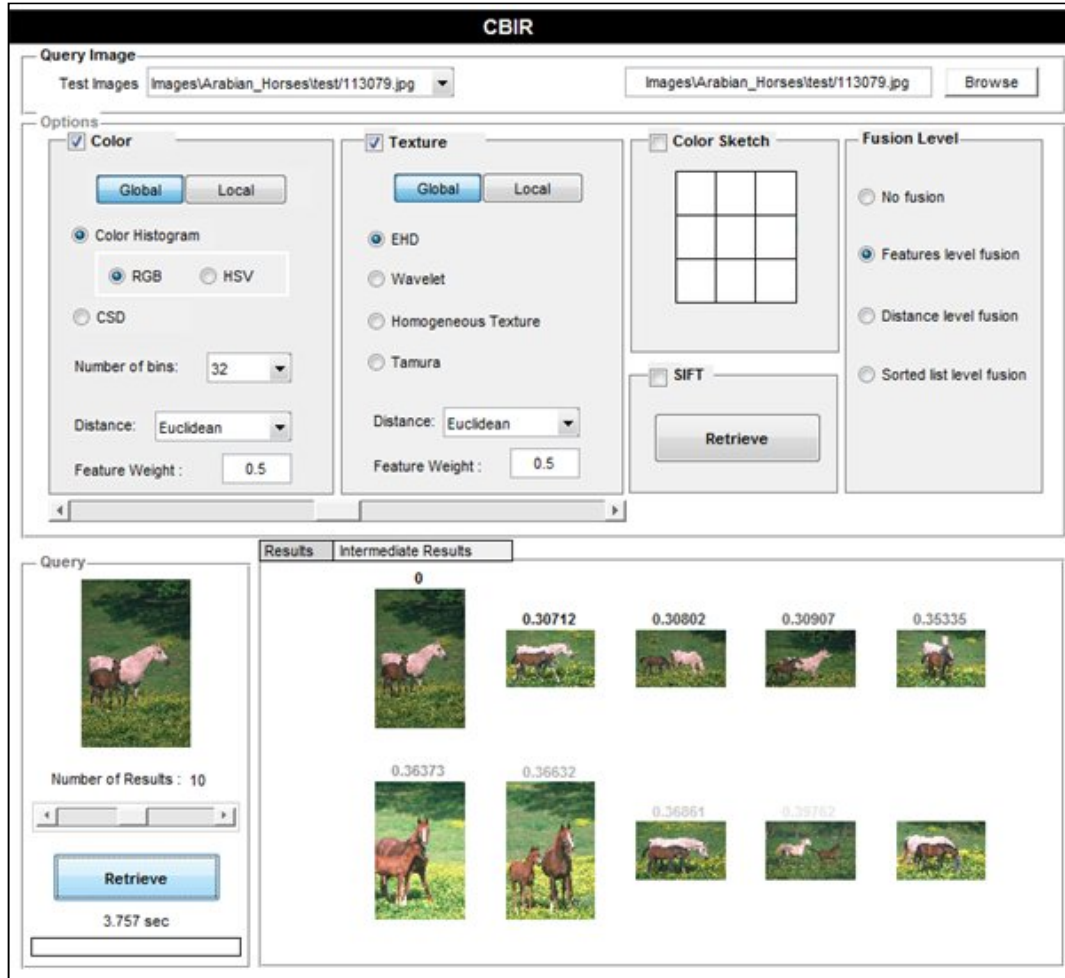 CBIR
Query Image
Test Images Images\Arabian_Horses\test/113079.jpg Images\Arabian_Horses\test/113079.jpg Browse
Options
Color
Global Local
Color Histogram
RGB HSV
CSD
Number of bins: 32
Distance: Euclidean
Feature Weight : 0.5
Texture
Global Local
EHD
Wavelet
Homogeneous Texture
Tamura
Distance: Euclidean
Feature Weight : 0.5
Color Sketch
SIFT
Retrieve
Fusion Level
No fusion
Features level fusion
Distance level fusion
Sorted list level fusion
Query
Number of Results : 10
Retrieve
3.757 sec
Results Intermediate Results
0
0.30712 0.30802 0.30907 0.35335
0.36373 0.36632
0.36861 0.39762